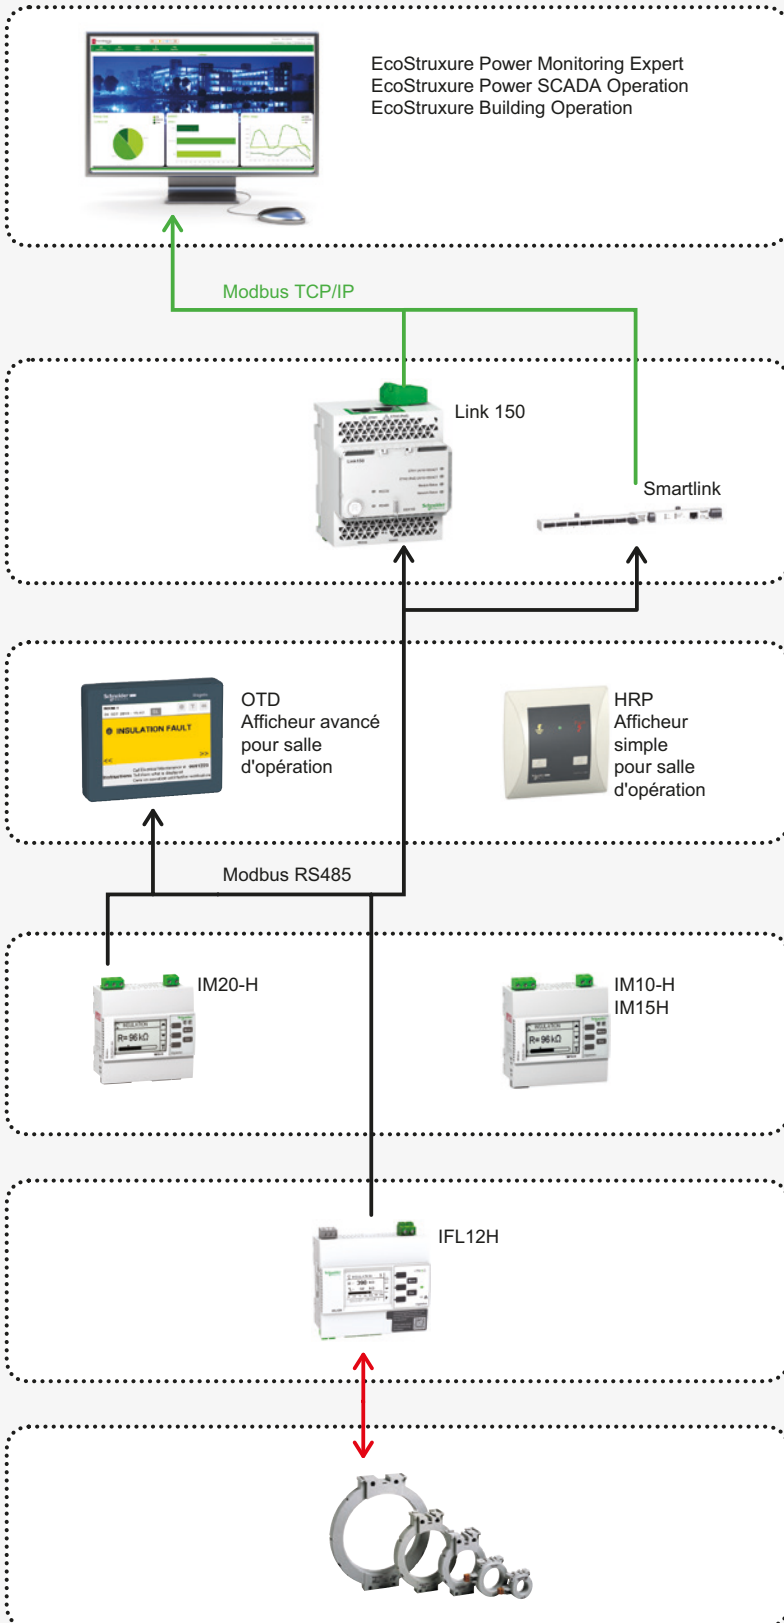 EcoStruxure Power Monitoring Expert
EcoStruxure Power SCADA Operation
EcoStruxure Building Operation
Modbus TCP/IP
Link 150
Smartlink
OTD
Afficheur avancé
pour salle
d'opération
INSULATION FAULT
<<
>>
HRP
Afficheur
simple
pour salle
d'opération
Modbus RS485
IM20-H
INSULATION
R= 96 kΩ
IM10-H
IM15H
INSULATION
R= 96 kΩ
IFL12H